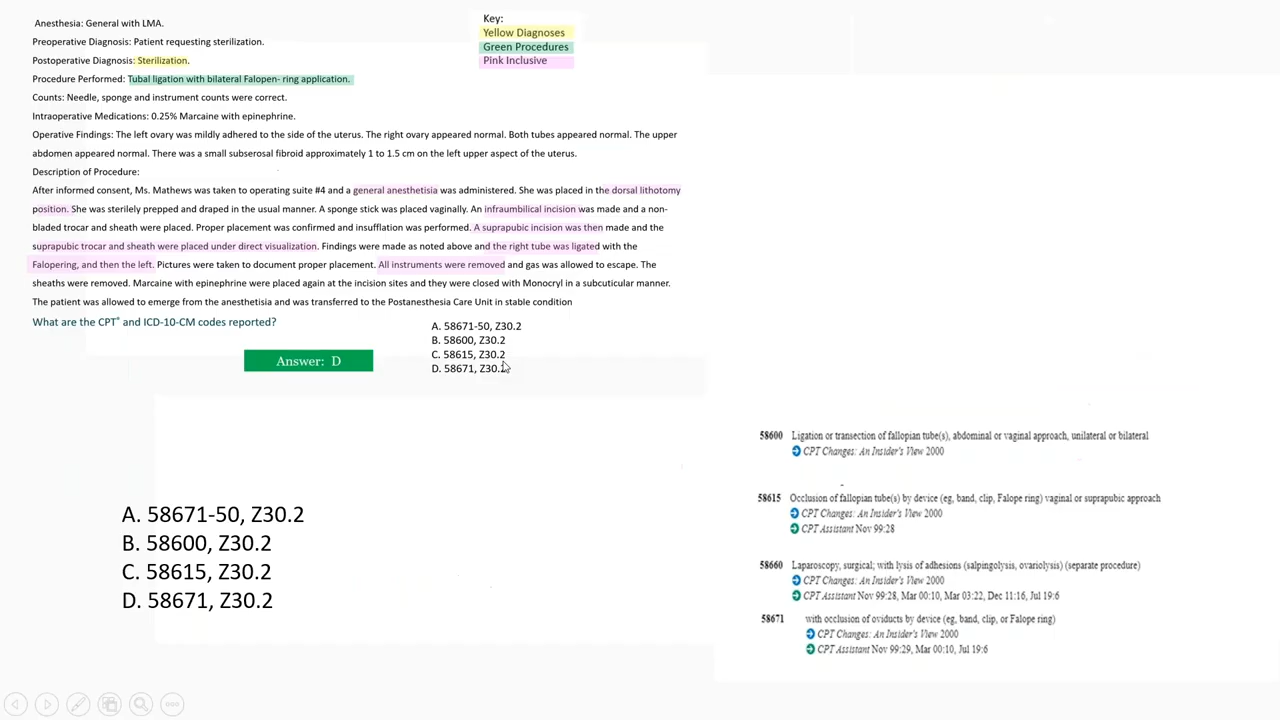 Anesthesia: General with LMA.
Preoperative Diagnosis: Patient requesting sterilization.
Postoperative Diagnosis: Sterilization.
Procedure Performed: Tubal ligation with bilateral Falopen- ring application.
Counts: Needle, sponge and instrument counts were correct.
Intraoperative Medications: 0.25% Marcaine with epinephrine.
Operative Findings: The left ovary was mildly adhered to the side of the uterus. The right ovary appeared normal. Both tubes appeared normal. The upper
abdomen appeared normal. There was a small subserosal fibroid approximately 1 to 1.5 cm on the left upper aspect of the uterus.
Description of Procedure:
After informed consent, Ms. Mathews was taken to operating suite #4 and a general anesthetisia was administered. She was placed in the dorsal lithotomy
position. She was sterilely prepped and draped in the usual manner. A sponge stick was placed vaginally. An infraumbilical incision was made and a non-
bladed trocar and sheath were placed. Proper placement was confirmed and insufflation was performed. A suprapubic incision was then made and the
suprapubic trocar and sheath were placed under direct visualization. Findings were made as noted above and the right tube was ligated with the
Falopering, and then the left. Pictures were taken to document proper placement. All instruments were removed and gas was allowed to escape. The
sheaths were removed. Marcaine with epinephrine were placed again at the incision sites and they were closed with Monocryl in a subcuticular manner.
The patient was allowed to emerge from the anesthetisia and was transferred to the Postanesthesia Care Unit in stable condition
What are the CPT® and ICD-10-CM codes reported?
Key:
Yellow Diagnoses
Green Procedures
Pink Inclusive
A. 58671-50, Z30.2
B. 58600, Z30.2
C. 58615, Z30.2
D. 58671, Z30.2
Answer: D
A. 58671-50, Z30.2
B. 58600, Z30.2
C. 58615, Z30.2
D. 58671, Z30.2
58600 Ligation or transection of fallopian tube(s), abdominal or vaginal approach, unilateral or bilateral
CPT Changes: An Insider's View 2000
58615 Occlusion of fallopian tube(s) by device (eg, band, clip, Falope ring) vaginal or suprapubic approach
CPT Changes: An Insider's View 2000
CPT Assistant Nov 99:28
58660 Laparoscopy, surgical; with lysis of adhesions (salpingolysis, ovariolysis) (separate procedure)
CPT Changes: An Insider's View 2000
CPT Assistant Nov 99:28, Mar 00:10, Mar 03:22, Dec 11:16, Jul 19:6
58671 with occlusion of oviducts by device (eg, band, clip, or Falope ring)
CPT Changes: An Insider's View 2000
CPT Assistant Nov 99:29, Mar 00:10, Jul 19:6